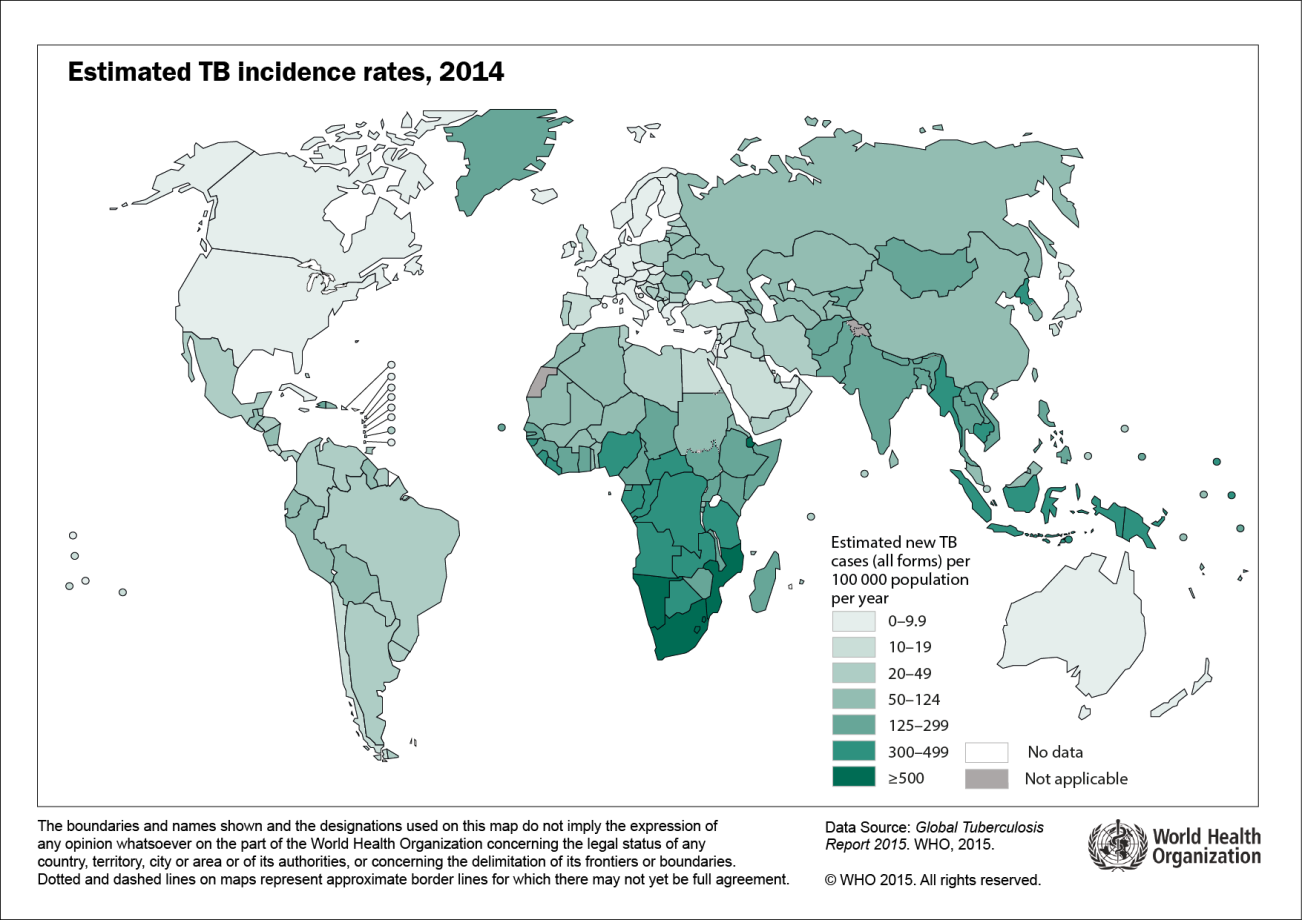 Estimated TB incidence rates, 2014
Estimated new TB
cases (all forms) per
100 000 population
per year
0–9.9
10–19
20–49
50–124
125–299
300–499
≥500
No data
Not applicable
The boundaries and names shown and the designations used on this map do not imply the expression of
any opinion whatsoever on the part of the World Health Organization concerning the legal status of any
country, territory, city or area or of its authorities, or concerning the delimitation of its frontiers or boundaries.
Dotted and dashed lines on maps represent approximate border lines for which there may not yet be full agreement.
Data Source: Global Tuberculosis
Report 2015. WHO, 2015.
© WHO 2015. All rights reserved.
World Health
Organization